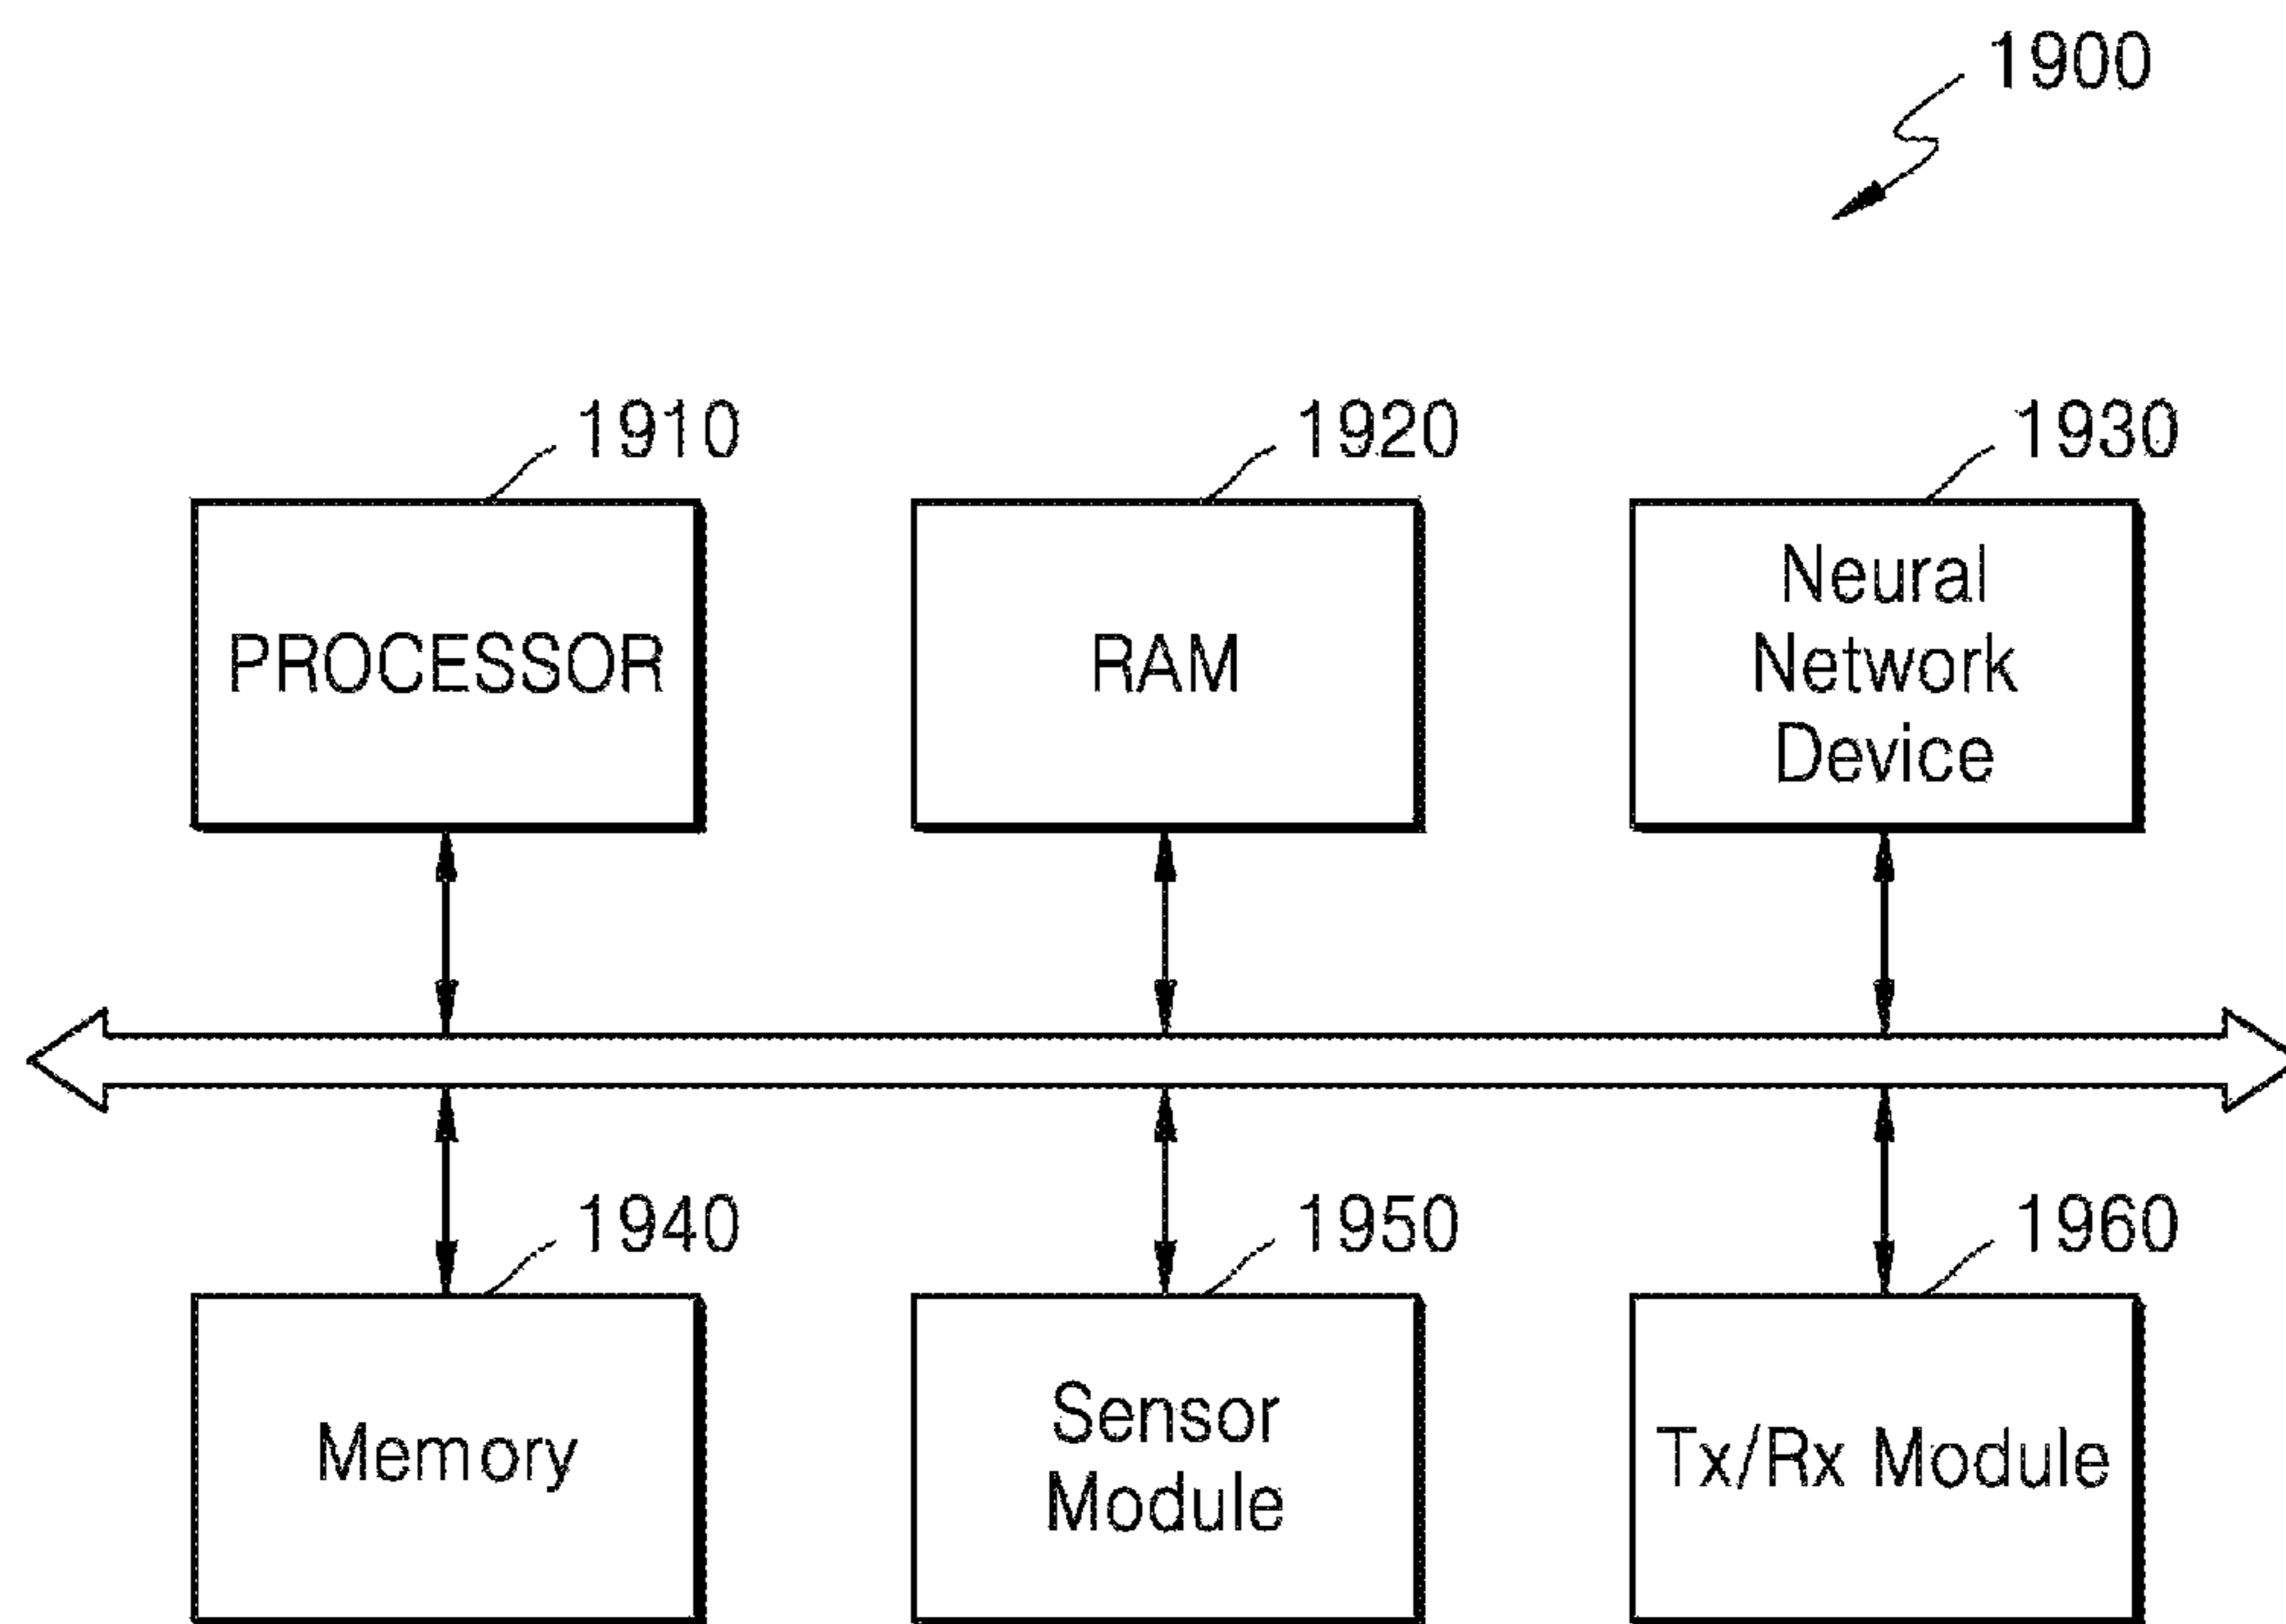 1900
1910
1920
1930
PROCESSOR
RAM
Neural
Network
Device
1940
1950
1960
Memory
Sensor
Module
Tx/Rx Module